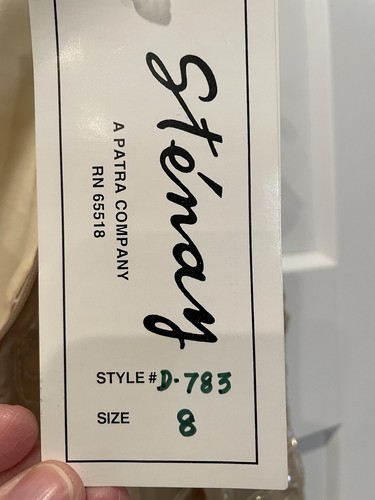 Sténay
A PATRA COMPANY
RN 65518
STYLE # D-783
SIZE 8